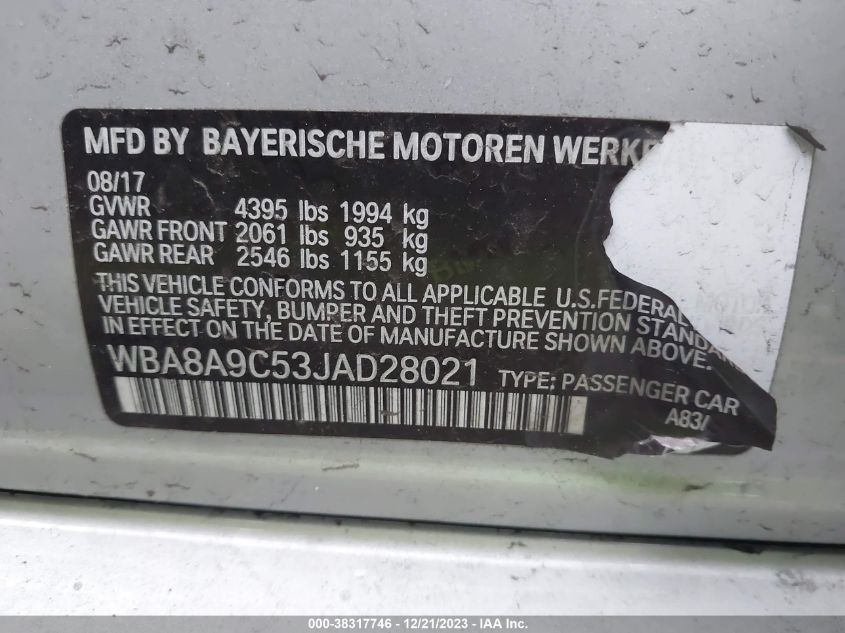 MFD BY BAYERISCHE MOTOREN WERKE
08/17
GVWR 4395 lbs 1994 kg
GAWR FRONT 2061 lbs 935 kg
GAWR REAR 2546 lbs 1155 kg
THIS VEHICLE CONFORMS TO ALL APPLICABLE U.S.FEDERAL MOTOR
VEHICLE SAFETY, BUMPER AND THEFT PREVENTION STANDA
IN EFFECT ON THE DATE OF MANUFACTURE SHOWN ABOVE.
WBA8A9C53JAD28021 TYPE: PASSENGER CAR
A83/
000-38317746 - 12/21/2023 - IAA Inc.